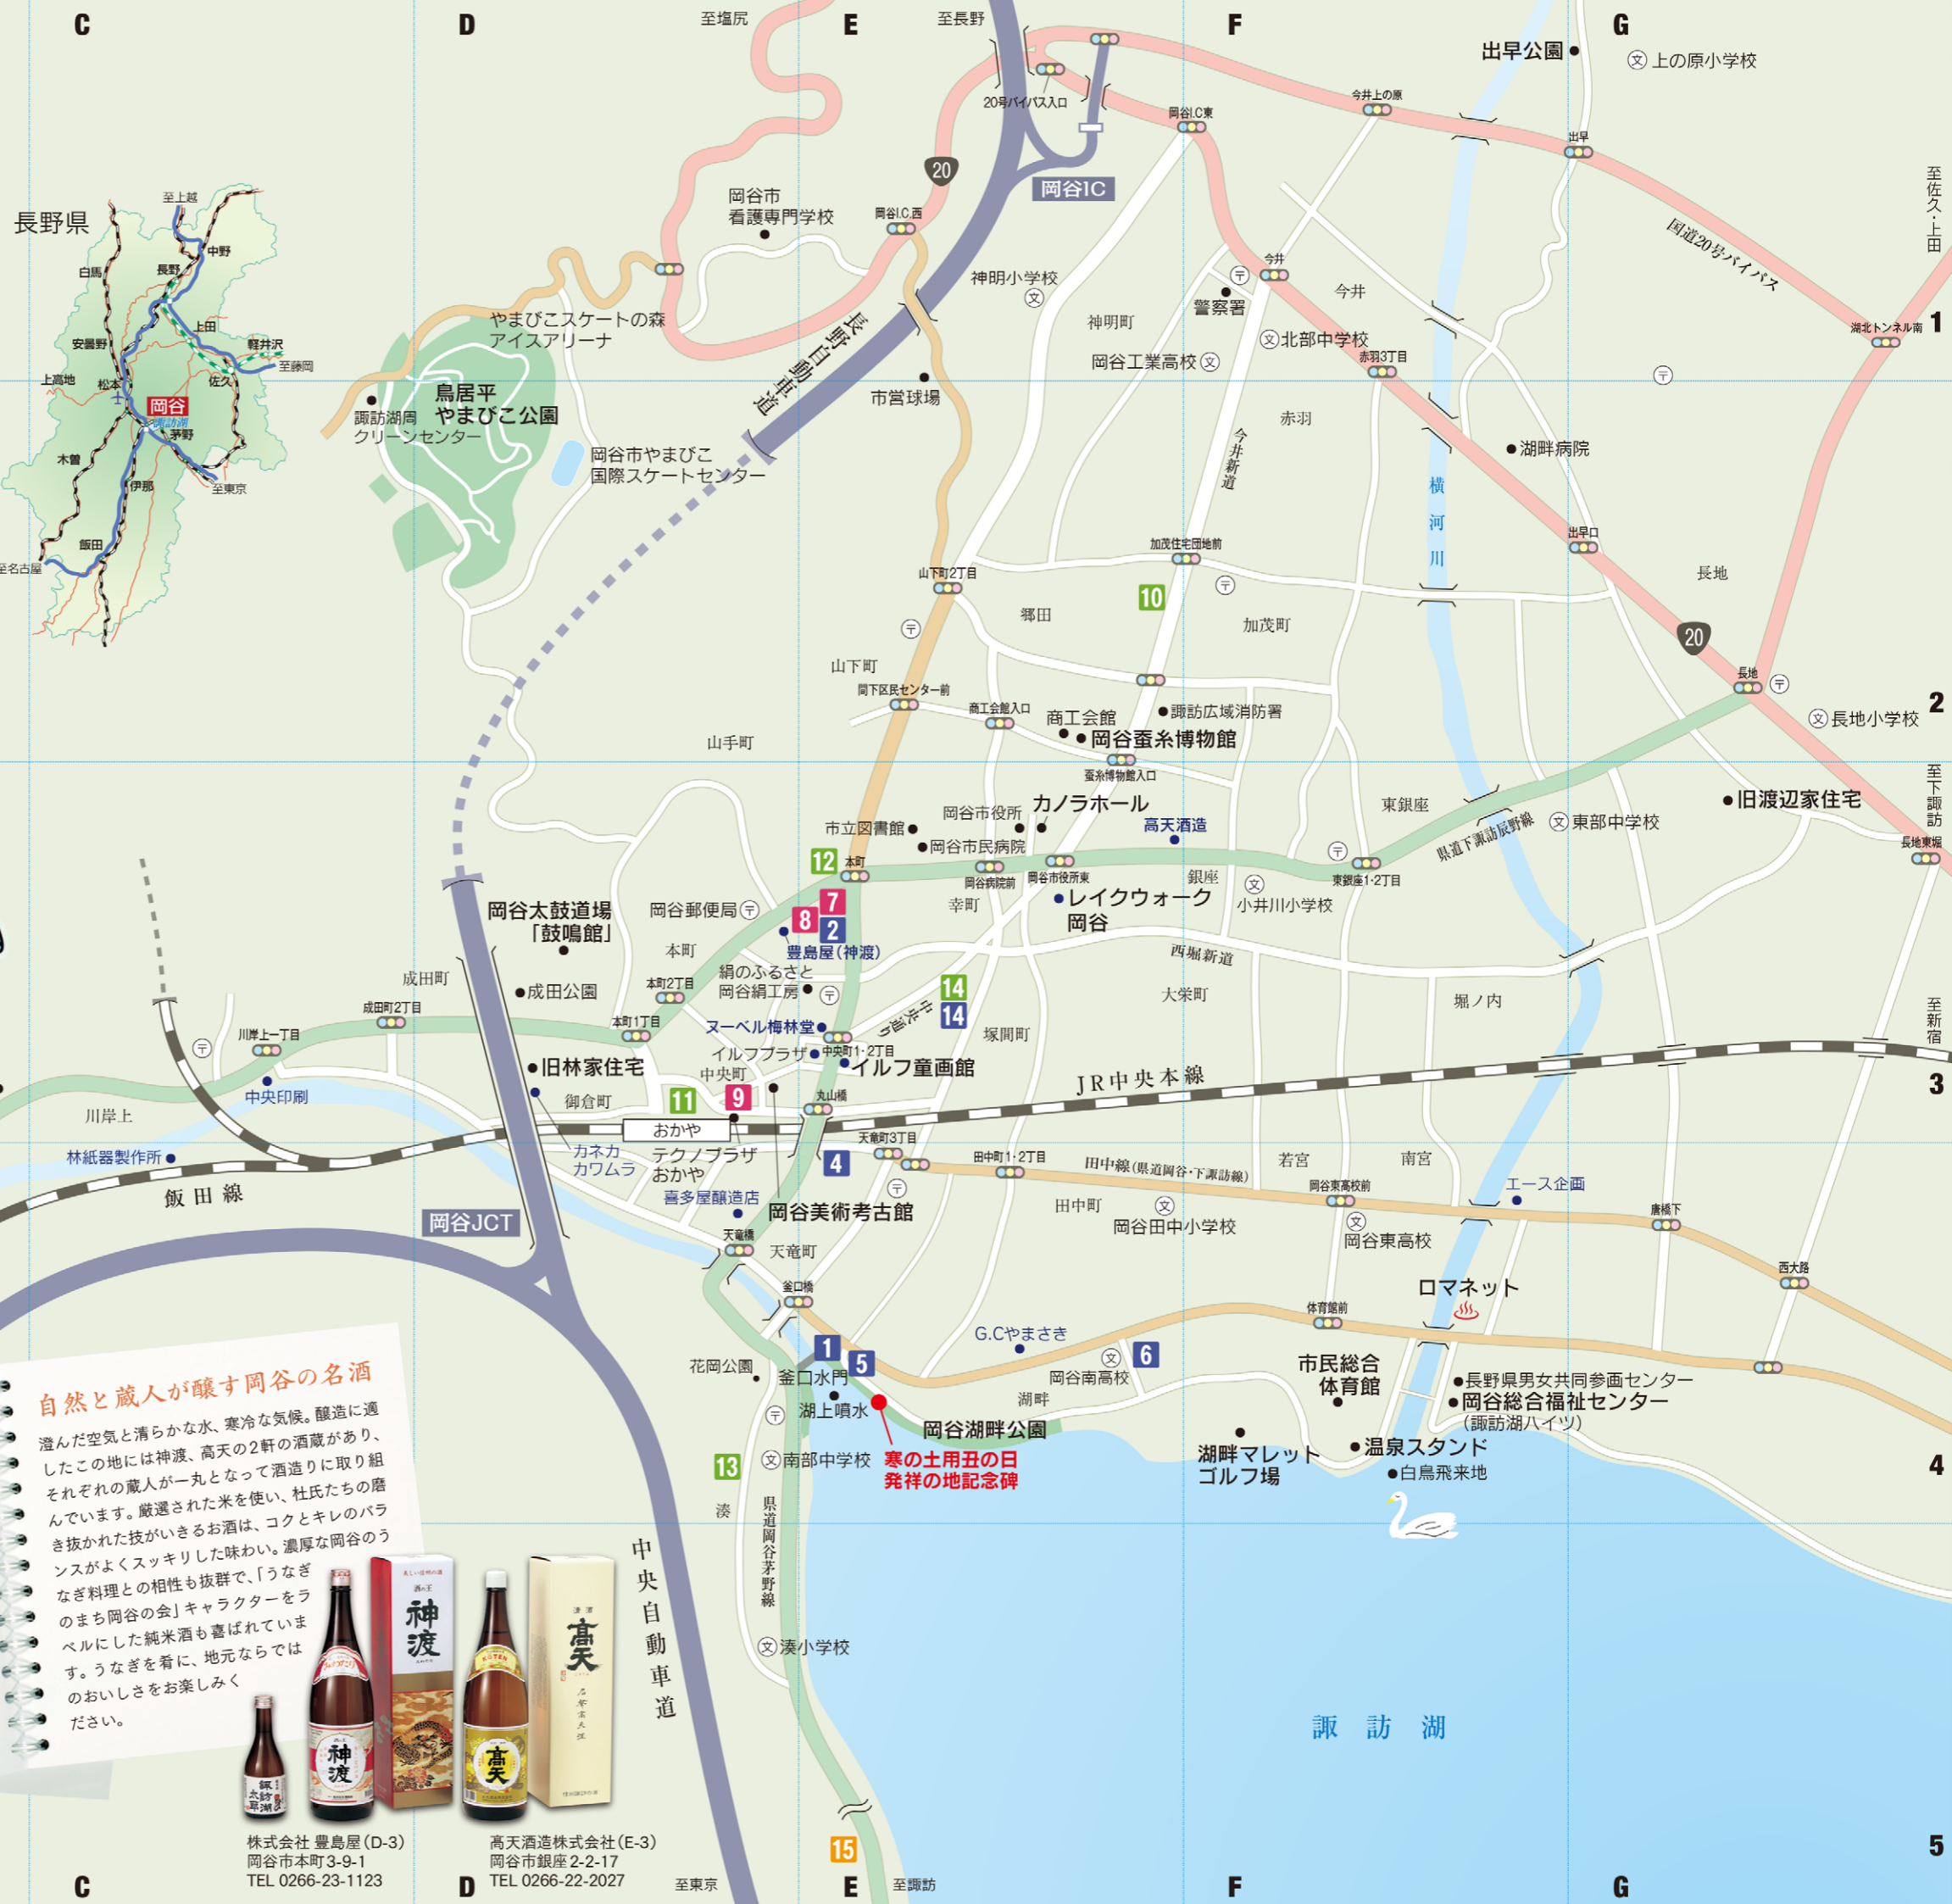 C
D
E
F
G
至塩尻
至長野
出早公園
上の原小学校
20号バイパス入口
今井上の原
岡谷I.C東
出早
20
岡谷IC
至佐久・上田
国道20号バイパス
長野県
至上越
中野
白馬
長野
上田
安曇野
軽井沢
至藤岡
上高地
松本
佐久
岡谷
諏訪湖
茅野
木曽
伊那
至東京
飯田
至名古屋
岡谷市
看護専門学校
岡谷I.C.西
神明小学校
今井
警察署
今井
神明町
北部中学校
岡谷工業高校
赤羽3丁目
湖北トンネル南
1
やまびこスケートの森
アイスアリーナ
長野自動車道
鳥居平
やまびこ公園
諏訪湖周
クリーンセンター
市営球場
赤羽
岡谷市やまびこ
国際スケートセンター
今井新道
湖畔病院
横河川
出早口
加茂住宅団地前
山下町2丁目
長地
10
郷田
加茂町
20
山下町
間下区民センター前
長地
商工会館入口
商工会館
諏訪広域消防署
長地小学校
2
岡谷蚕糸博物館
山手町
蚕糸博物館入口
至下諏訪
カノラホール
岡谷市役所
市立図書館
高天酒造
東銀座
旧渡辺家住宅
東部中学校
県道下諏訪辰野線
岡谷市民病院
長地東堀
12
本町
岡谷病院前
岡谷市役所東
銀座
東銀座1・2丁目
レイクウォーク
岡谷
小井川小学校
幸町
7
8
2
岡谷太鼓道場
「鼓鳴館」
岡谷郵便局
豊島屋(神渡)
本町
西堀新道
成田町
絹のふるさと
岡谷絹工房
成田公園
本町2丁目
14
14
大栄町
堀ノ内
至新宿
成田町2丁目
川岸上一丁目
本町1丁目
ヌーベル梅林堂
中央通り
塚間町
イルフプラザ
中央町1・2丁目
イルフ童画館
旧林家住宅
中央町
JR中央本線
3
中央印刷
御倉町
11
9
丸山橋
川岸上
おかや
天竜町3丁目
林紙器製作所
カネカ
カワムラ
テクノプラザ
おかや
4
田中町1・2丁目
田中線(県道岡谷・下諏訪線)
若宮
南宮
飯田線
喜多屋醸造店
岡谷美術考古館
田中町
岡谷田中小学校
岡谷東高校前
エース企画
唐橋下
岡谷JCT
天竜橋
天竜町
岡谷東高校
西大路
釜口橋
ロマネット
体育館前
G.Cやまさき
1
5
6
花岡公園
釜口水門
岡谷南高校
市民総合
体育館
長野県男女共同参画センター
岡谷総合福祉センター
(諏訪湖ハイツ)
湖上噴水
湖畔
岡谷湖畔公園
寒の土用丑の日
発祥の地記念碑
湖畔マレット
ゴルフ場
温泉スタンド
白鳥飛来地
13
南部中学校
4
湊
県道岡谷茅野線
中央自動車道
湊小学校
諏訪湖
自然と蔵人が醸す岡谷の名酒
澄んだ空気と清らかな水、寒冷な気候。醸造に適
したこの地には神渡、高天の2軒の酒蔵があり、
それぞれの蔵人が一丸となって酒造りに取り組
んでいます。厳選された米を使い、杜氏たちの磨
き抜かれた技がいきるお酒は、コクとキレのバラ
ンスがよくスッキリした味わい。濃厚な岡谷のう
なぎ料理との相性も抜群で、「うなぎ
のまち岡谷の会」キャラクターをラ
ベルにした純米酒も喜ばれていま
す。うなぎを肴に、地元ならでは
のおいしさをお楽しみく
ださい。
神渡
髙天
KOTEN
神渡
髙天
諏訪湖
株式会社 豊島屋(D-3)
岡谷市本町3-9-1
TEL 0266-23-1123
髙天酒造株式会社(E-3)
岡谷市銀座2-2-17
TEL 0266-22-2027
15
5
至東京
至諏訪
C
D
E
F
G